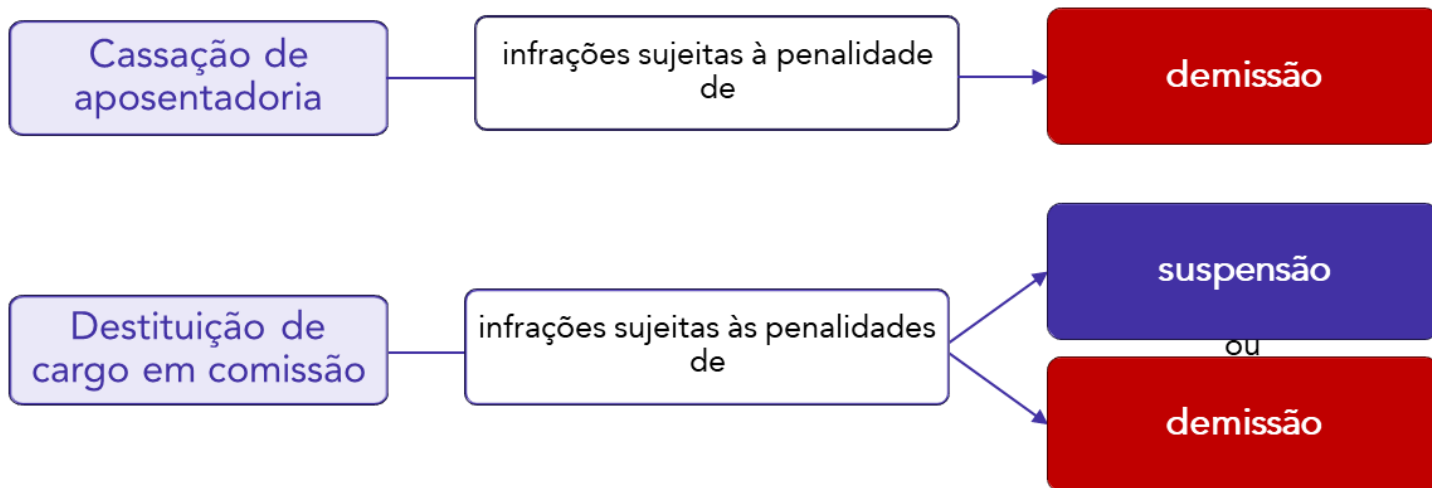 Cassação de
aposentadoria
infrações sujeitas à penalidade
de
demissão
Destituição de
cargo em comissão
infrações sujeitas às penalidades
de
suspensão
ou
demissão